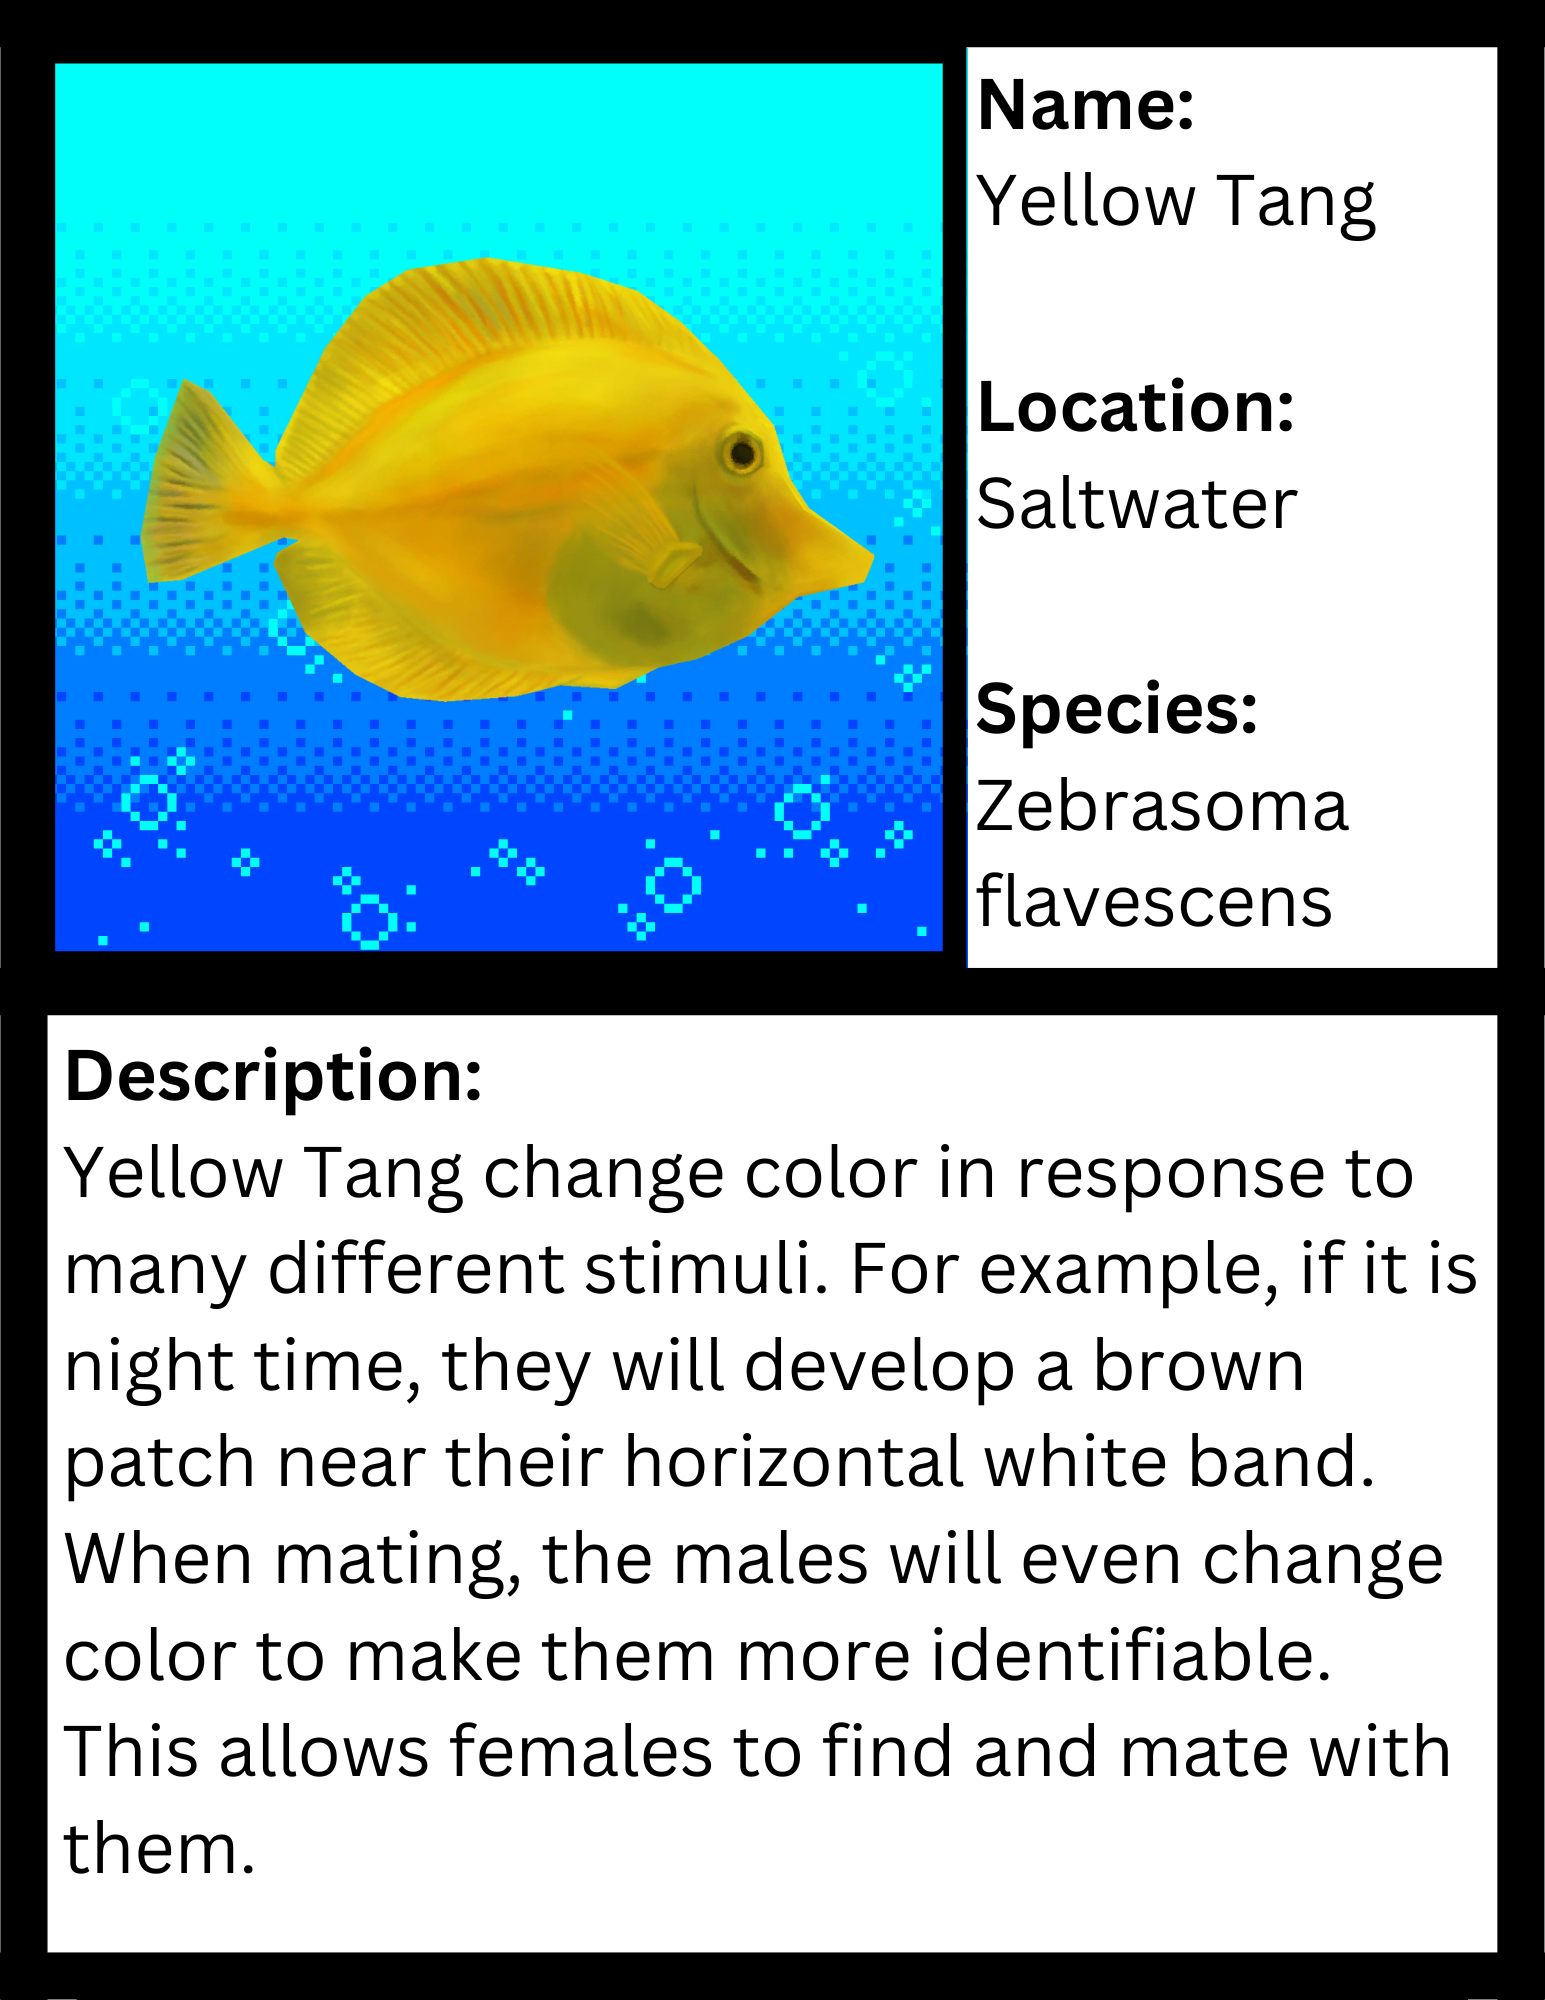 Name:
Yellow Tang
Location:
Saltwater
Species:
Zebrasoma
flavescens
Description:
Yellow Tang change color in response to
many different stimuli. For example, if it is
night time, they will develop a brown
patch near their horizontal white band.
When mating, the males will even change
color to make them more identifiable.
This allows females to find and mate with
them.